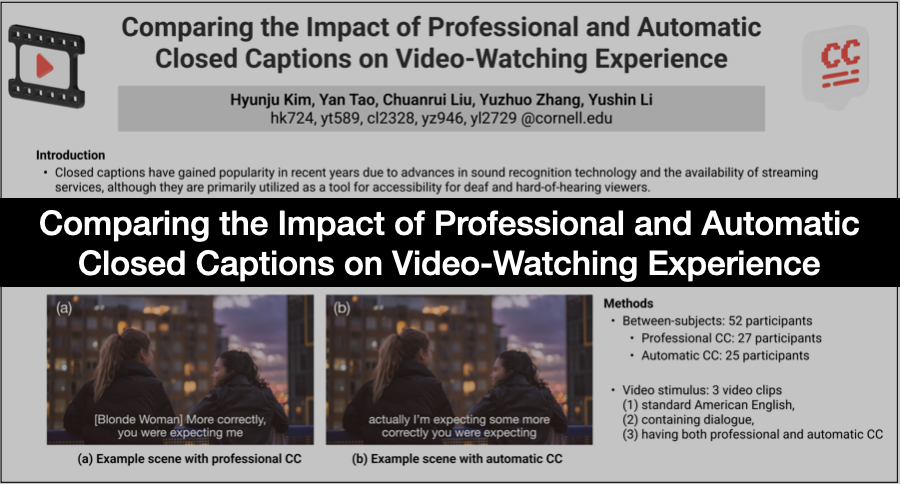 Comparing the Impact of Professional and Automatic
Closed Captions on Video-Watching Experience
CC
Hyunju Kim, Yan Tao, Chuanrui Liu, Yuzhuo Zhang, Yushin Li
hk724, yt589, cl2328, yz946, yl2729 @cornell.edu
Introduction
• Closed captions have gained popularity in recent years due to advances in sound recognition technology and the availability of streaming
services, although they are primarily utilized as a tool for accessibility for deaf and hard-of-hearing viewers.
Comparing the Impact of Professional and Automatic
Closed Captions on Video-Watching Experience
(a)
[Blonde Woman] More correctly,
you were expecting me
(a) Example scene with professional CC
(b)
actually I'm expecting some more
correctly you were expecting
(b) Example scene with automatic CC
Methods
• Between-subjects: 52 participants
• Professional CC: 27 participants
• Automatic CC: 25 participants
• Video stimulus: 3 video clips
(1) standard American English,
(2) containing dialogue,
(3) having both professional and automatic CC